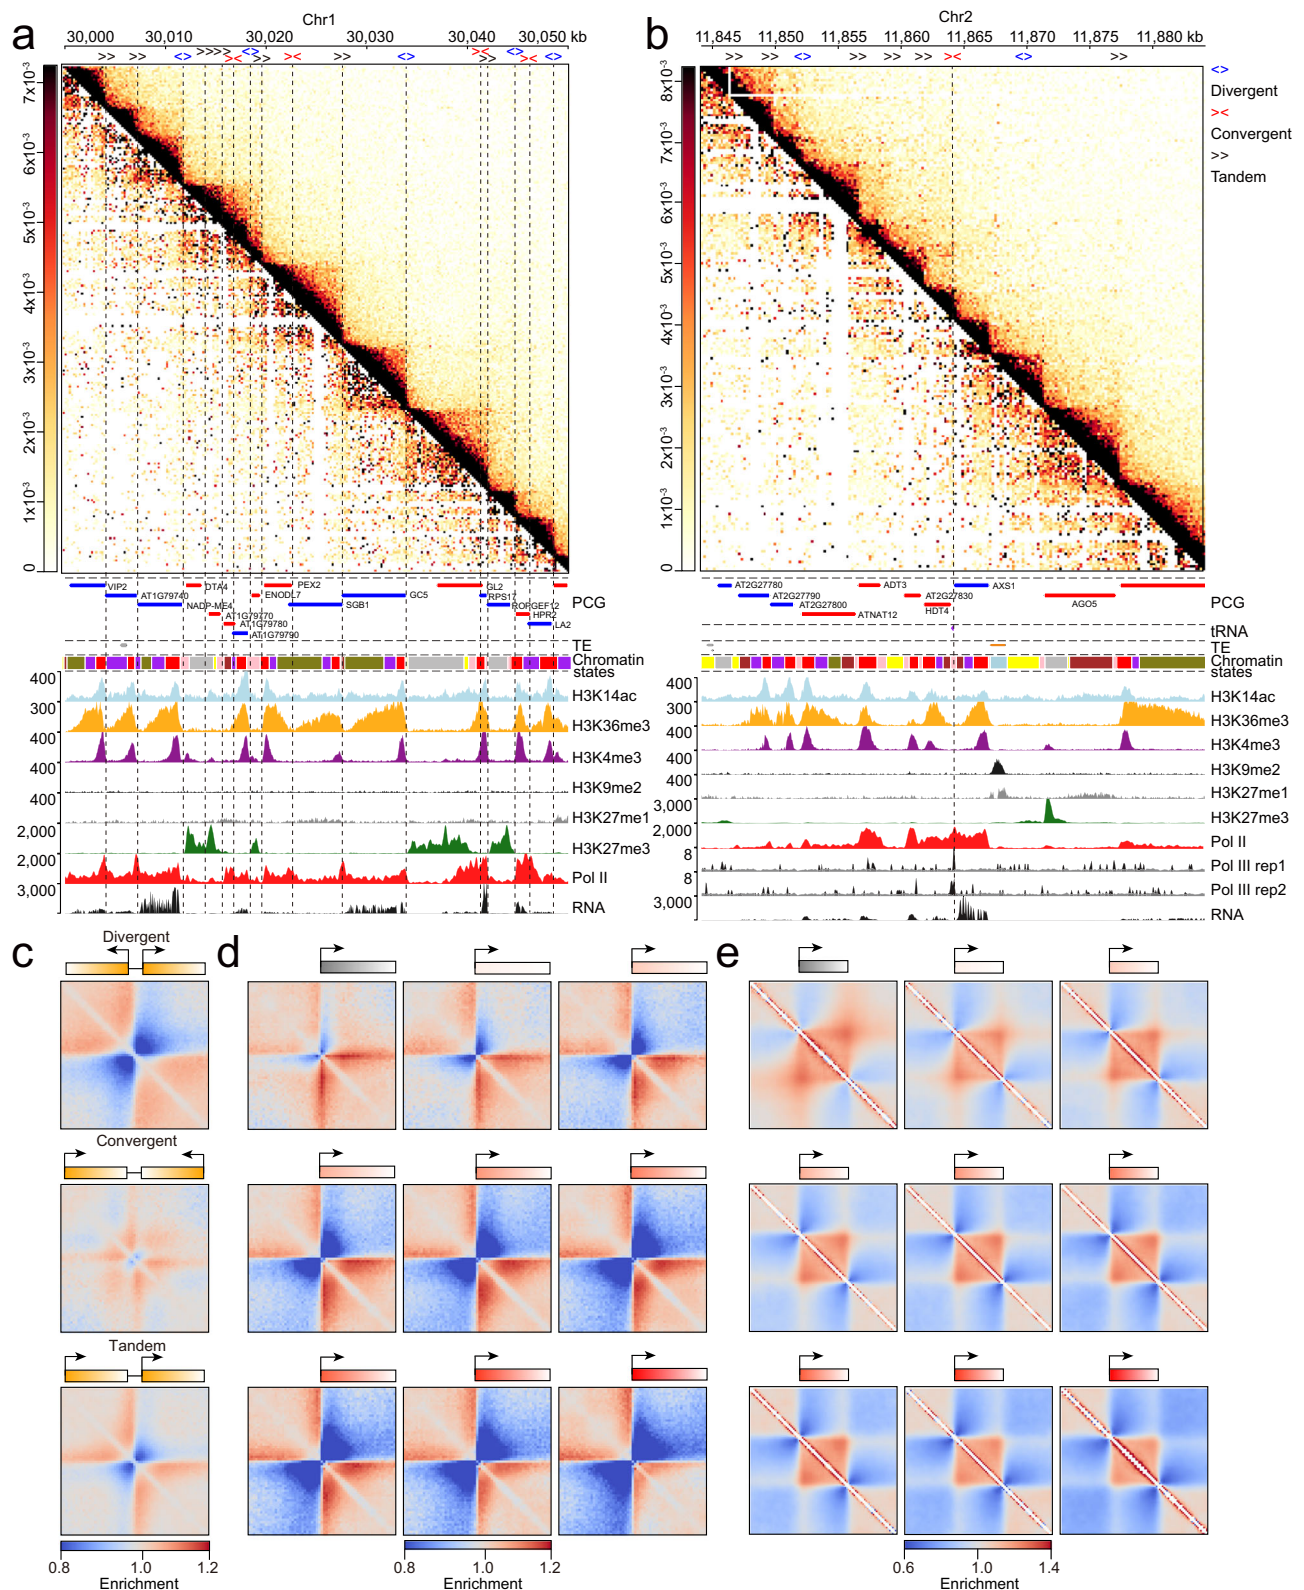 a
Chr1
30,000 30,010 30,020 30,030 30,040 30,050 kb
>> >> <> >>>> >< <> >> >< >> <> >< >> <> >< <>
7x10-3
6x10-3
5x10-3
4x10-3
3x10-3
2x10-3
1x10-3
0
VIP2 DTA4 PEX2 GL2
AT1G79740 ENODL7 GC5 RPS17 PCG
NADP-ME4 SGB1 ROPGEF12
AT1G79770 HPR2
AT1G79780 LA2
AT1G79790
TE
Chromatin
states
400 H3K14ac
300 H3K36me3
400 H3K4me3
400 H3K9me2
400 H3K27me1
2,000 H3K27me3
2,000 Pol II
3,000 RNA
b
Chr2
11,845 11,850 11,855 11,860 11,865 11,870 11,875 11,880 kb
>> >> <> >> >> >> >< <> >>
<>
Divergent
><
Convergent
>>
Tandem
8x10-3
7x10-3
6x10-3
5x10-3
4x10-3
3x10-3
2x10-3
1x10-3
0
AT2G27780 ADT3 AXS1
AT2G27790 AT2G27830 PCG
AT2G27800 HDT4 AGO5
ATNAT12
tRNA
TE
Chromatin
states
400 H3K14ac
300 H3K36me3
400 H3K4me3
400 H3K9me2
400 H3K27me1
3,000 H3K27me3
2,000 Pol II
8 Pol III rep1
8 Pol III rep2
3,000 RNA
c
Divergent
Convergent
Tandem
0.8 1.0 1.2
Enrichment
d
0.8 1.0 1.2
Enrichment
e
0.6 1.0 1.4
Enrichment